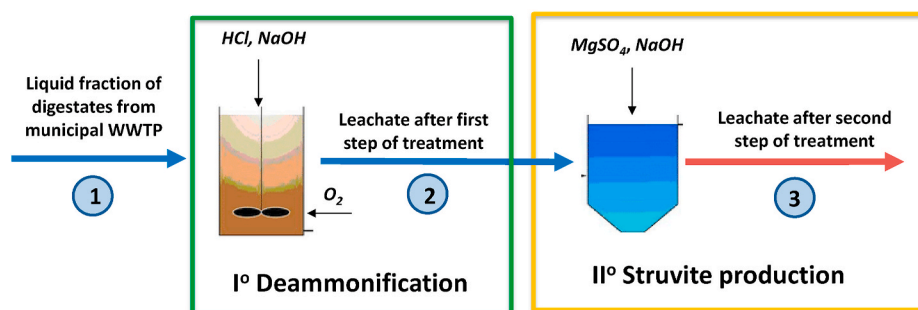 HCl, NaOH
MgSO₄, NaOH
Liquid fraction of
digestates from
municipal WWTP
Leachate after first
step of treatment
Leachate after second
step of treatment
1
2
3
O₂
Iº Deammonification
IIº Struvite production